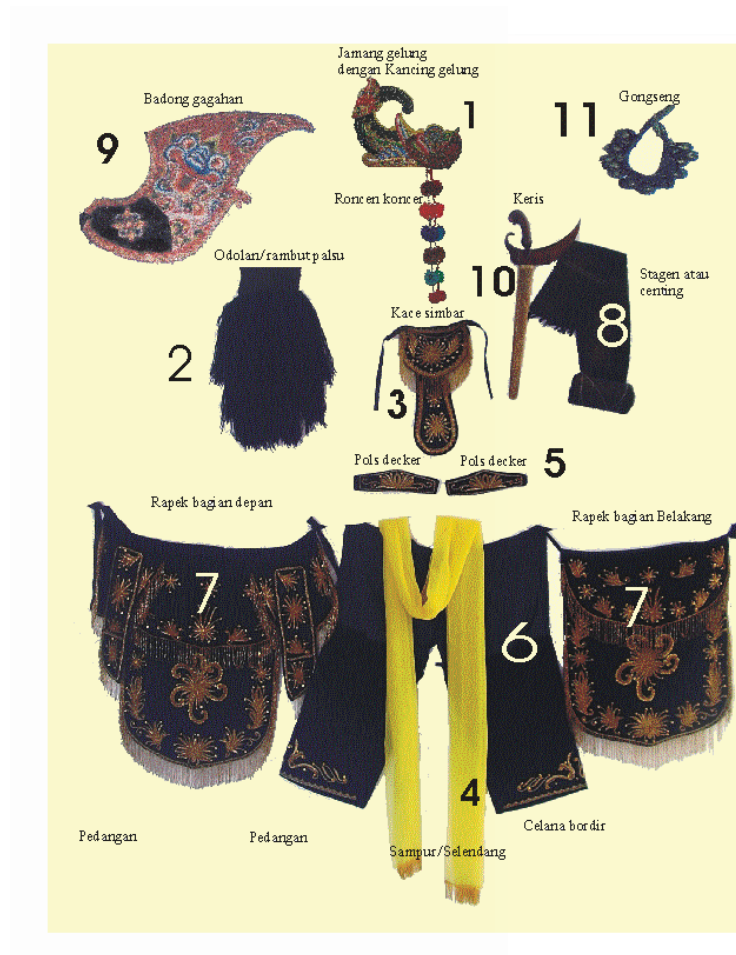 Jamang gelung
dengan Kancing gelung
1
Badong gagahan
9
Gongseng
11
Roncen koncer
Keris
10
Odolan/rambut palsu
2
Stagen atau
centing
8
Kace simbar
3
Pols decker
Pols decker
5
Rapek bagian depan
7
Rapek bagian Belakang
7
6
4
Pedangan
Pedangan
Celana bordir
Sampur/Selendang